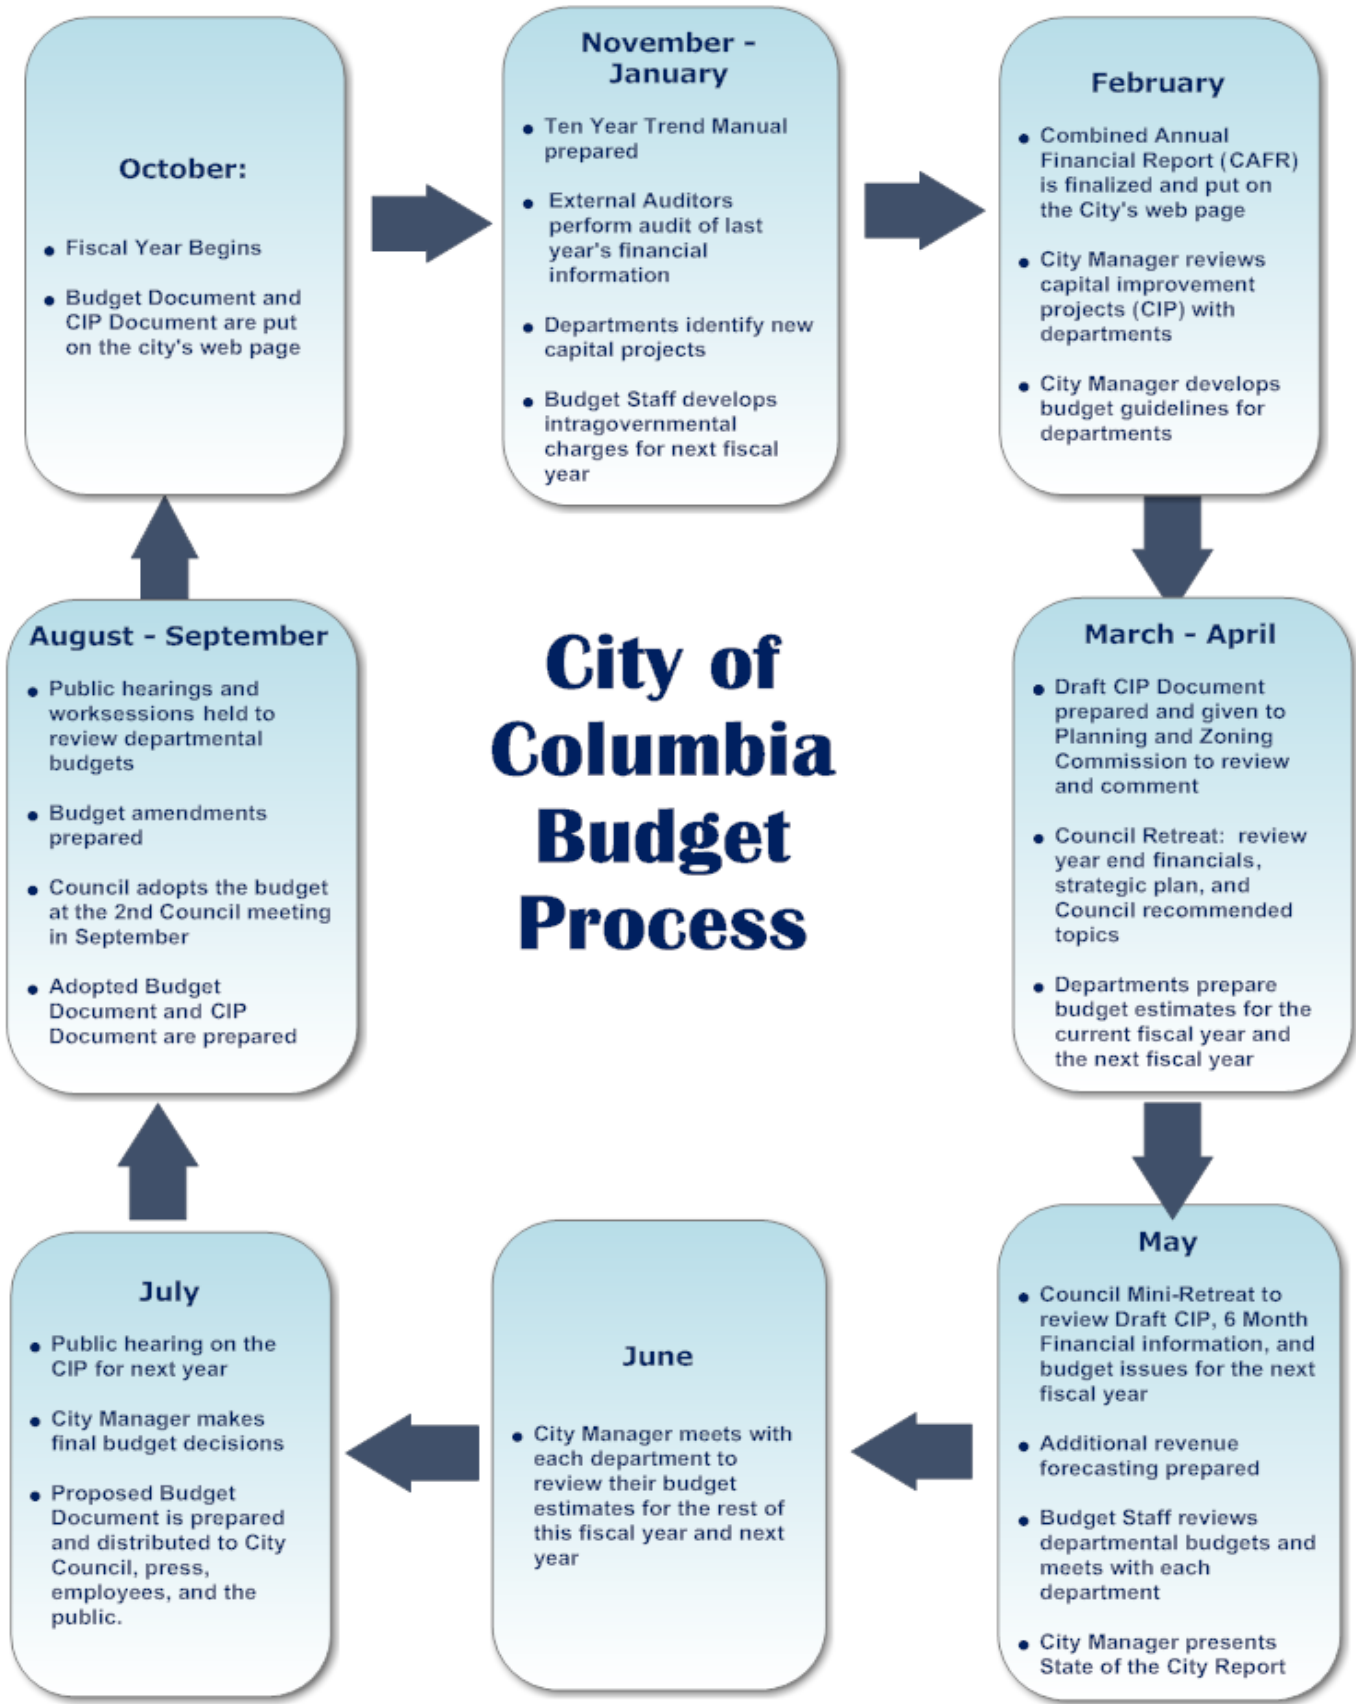 October:
● Fiscal Year Begins
● Budget Document and
CIP Document are put
on the city's web page
November -
January
● Ten Year Trend Manual
prepared
● External Auditors
perform audit of last
year's financial
information
● Departments identify new
capital projects
● Budget Staff develops
intragovernmental
charges for next fiscal
year
February
● Combined Annual
Financial Report (CAFR)
is finalized and put on
the City's web page
● City Manager reviews
capital improvement
projects (CIP) with
departments
● City Manager develops
budget guidelines for
departments
City of
Columbia
Budget
Process
March - April
● Draft CIP Document
prepared and given to
Planning and Zoning
Commission to review
and comment
● Council Retreat:  review
year end financials,
strategic plan, and
Council recommended
topics
● Departments prepare
budget estimates for the
current fiscal year and
the next fiscal year
May
● Council Mini-Retreat to
review Draft CIP, 6 Month
Financial information, and
budget issues for the next
fiscal year
● Additional revenue
forecasting prepared
● Budget Staff reviews
departmental budgets and
meets with each
department
● City Manager presents
State of the City Report
June
● City Manager meets with
each department to
review their budget
estimates for the rest of
this fiscal year and next
year
July
● Public hearing on the
CIP for next year
● City Manager makes
final budget decisions
● Proposed Budget
Document is prepared
and distributed to City
Council, press,
employees, and the
public.
August - September
● Public hearings and
worksessions held to
review departmental
budgets
● Budget amendments
prepared
● Council adopts the budget
at the 2nd Council meeting
in September
● Adopted Budget
Document and CIP
Document are prepared